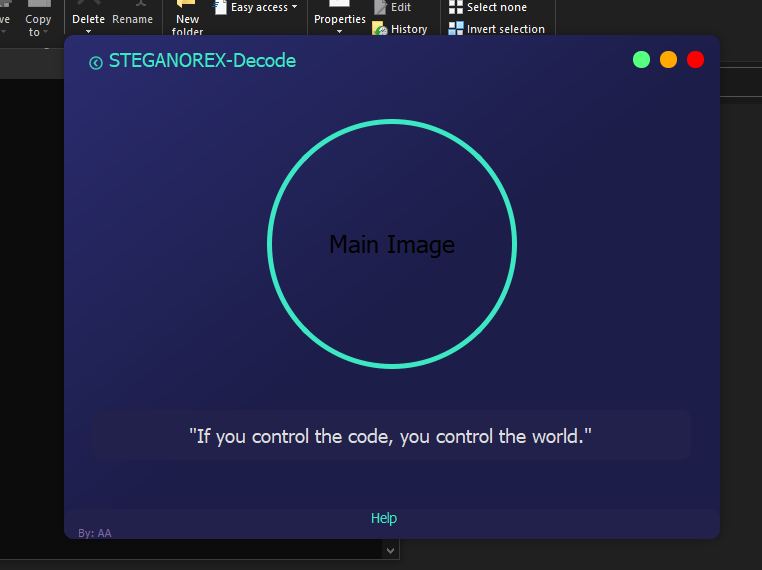 Copy
to
Delete
Rename
New
folder
Easy access
Properties
Edit
History
Select none
Invert selection
STEGANOREX-Decode
Main Image
"If you control the code, you control the world."
Help
By: AA